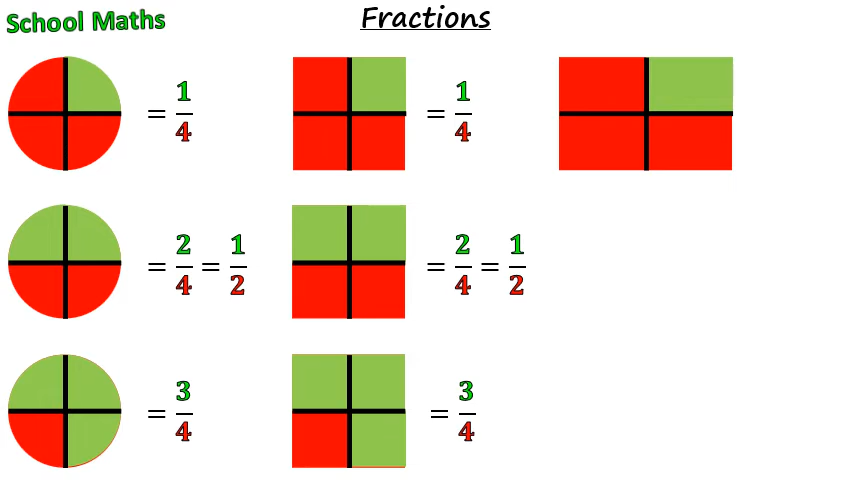 School Maths
Fractions
= 1/4
= 1/4
= 2/4 = 1/2
= 2/4 = 1/2
= 3/4
= 3/4